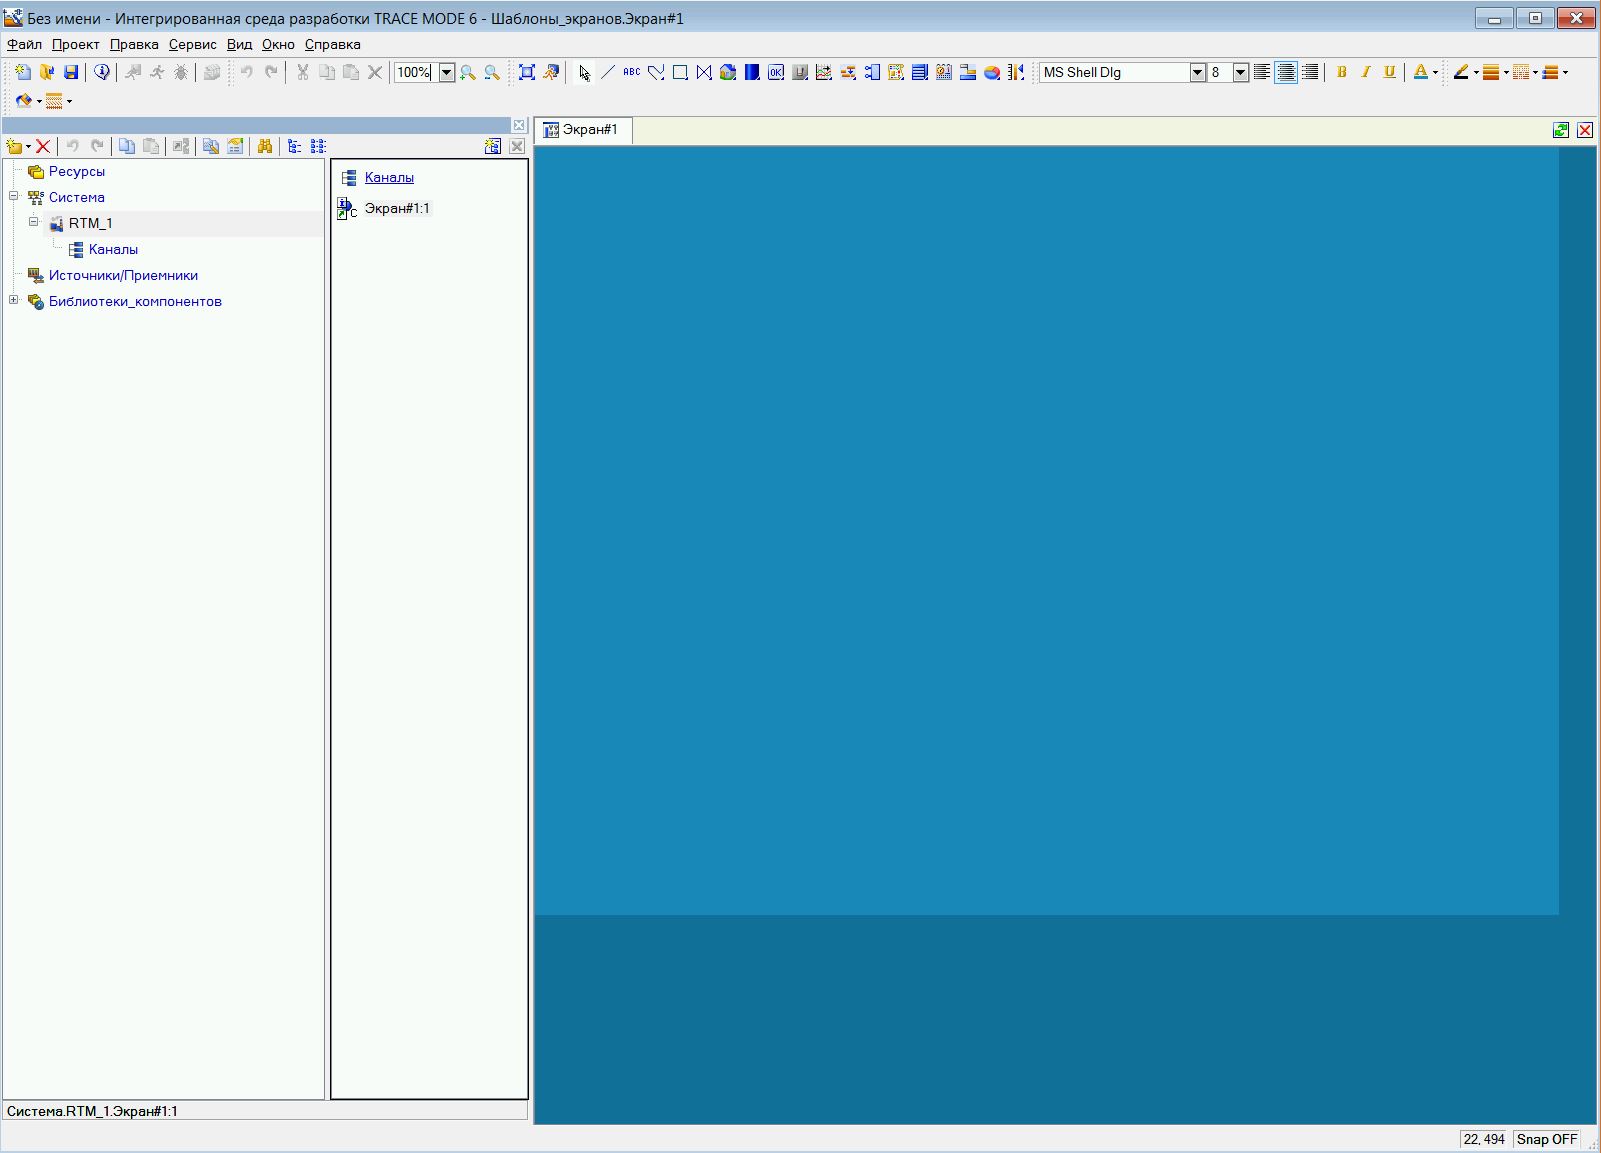 Без имени - Интегрированная среда разработки TRACE MODE 6 - Шаблоны_экранов.Экран#1
Файл Проект Правка Сервис Вид Окно Справка
100% ABC OK MS Shell Dlg 8 B I U A
Экран#1
Ресурсы
Система
RTM_1
Каналы
Источники/Приемники
Библиотеки_компонентов
Каналы
Экран#1:1
Система.RTM_1.Экран#1:1
22, 494 Snap OFF